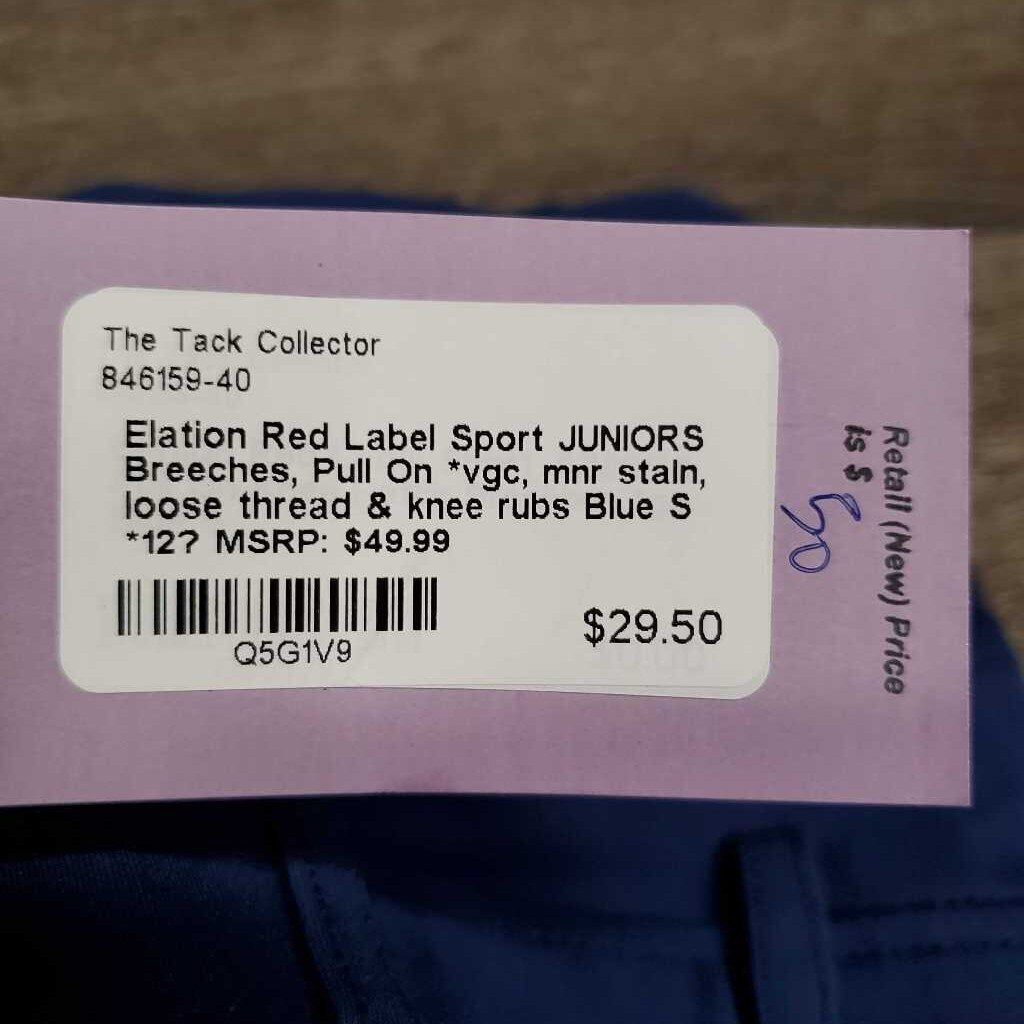 The Tack Collector
846159-40
Elation Red Label Sport JUNIORS
Breeches, Pull On *vgc, mnr stain,
loose thread & knee rubs Blue S
*12? MSRP: $49.99
Q5G1V9
$29.50
Retail (New) Price
is $ 50